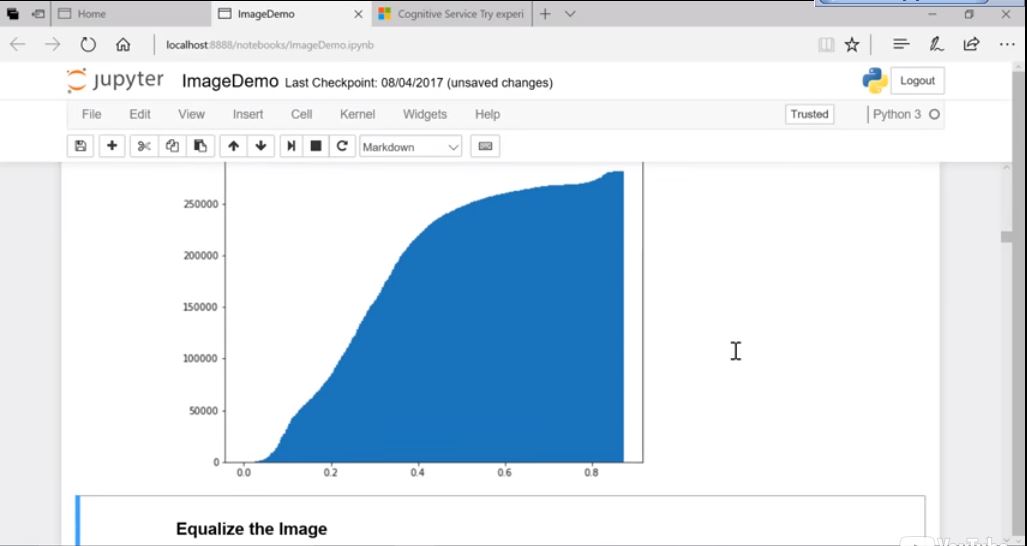 Home
ImageDemo
Cognitive Service Try experi
localhost:8888/notebooks/ImageDemo.ipynb
jupyter ImageDemo Last Checkpoint: 08/04/2017 (unsaved changes)
Logout
File Edit View Insert Cell Kernel Widgets Help
Trusted
Python 3
Markdown
250000
200000
150000
100000
50000
0
0.0 0.2 0.4 0.6 0.8
Equalize the Image
YouTube